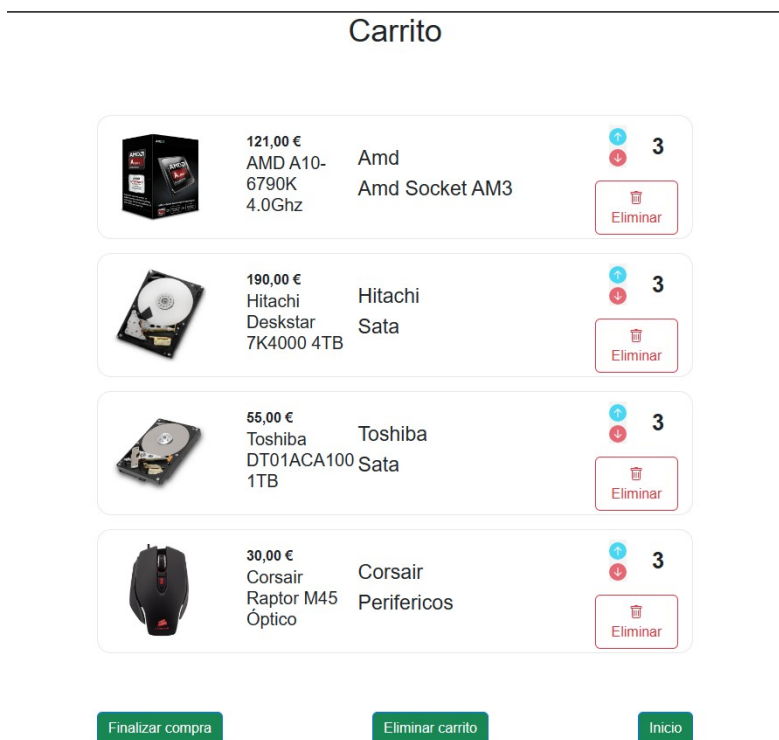 Carrito
121,00 €
AMD A10-
6790K
4.0Ghz
Amd
Amd Socket AM3
3
Eliminar
190,00 €
Hitachi
Deskstar
7K4000 4TB
Hitachi
Sata
3
Eliminar
55,00 €
Toshiba
DT01ACA100
1TB
Toshiba
Sata
3
Eliminar
30,00 €
Corsair
Raptor M45
Óptico
Corsair
Perifericos
3
Eliminar
Finalizar compra
Eliminar carrito
Inicio